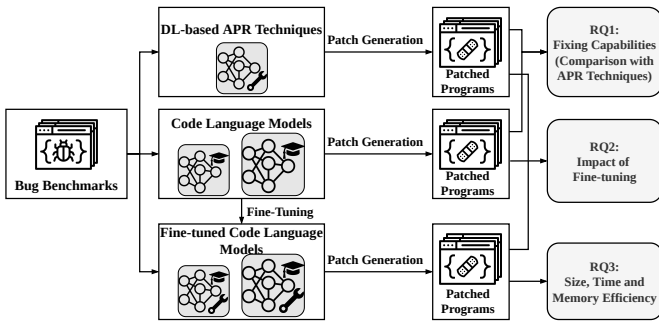 DL-based APR Techniques
Patch Generation
Patched
Programs
RQ1:
Fixing Capabilities
(Comparison with
APR Techniques)
Bug Benchmarks
Code Language Models
Patch Generation
Patched
Programs
RQ2:
Impact of
Fine-tuning
Fine-Tuning
Fine-tuned Code Language
Models
Patch Generation
Patched
Programs
RQ3:
Size, Time and
Memory Efficiency